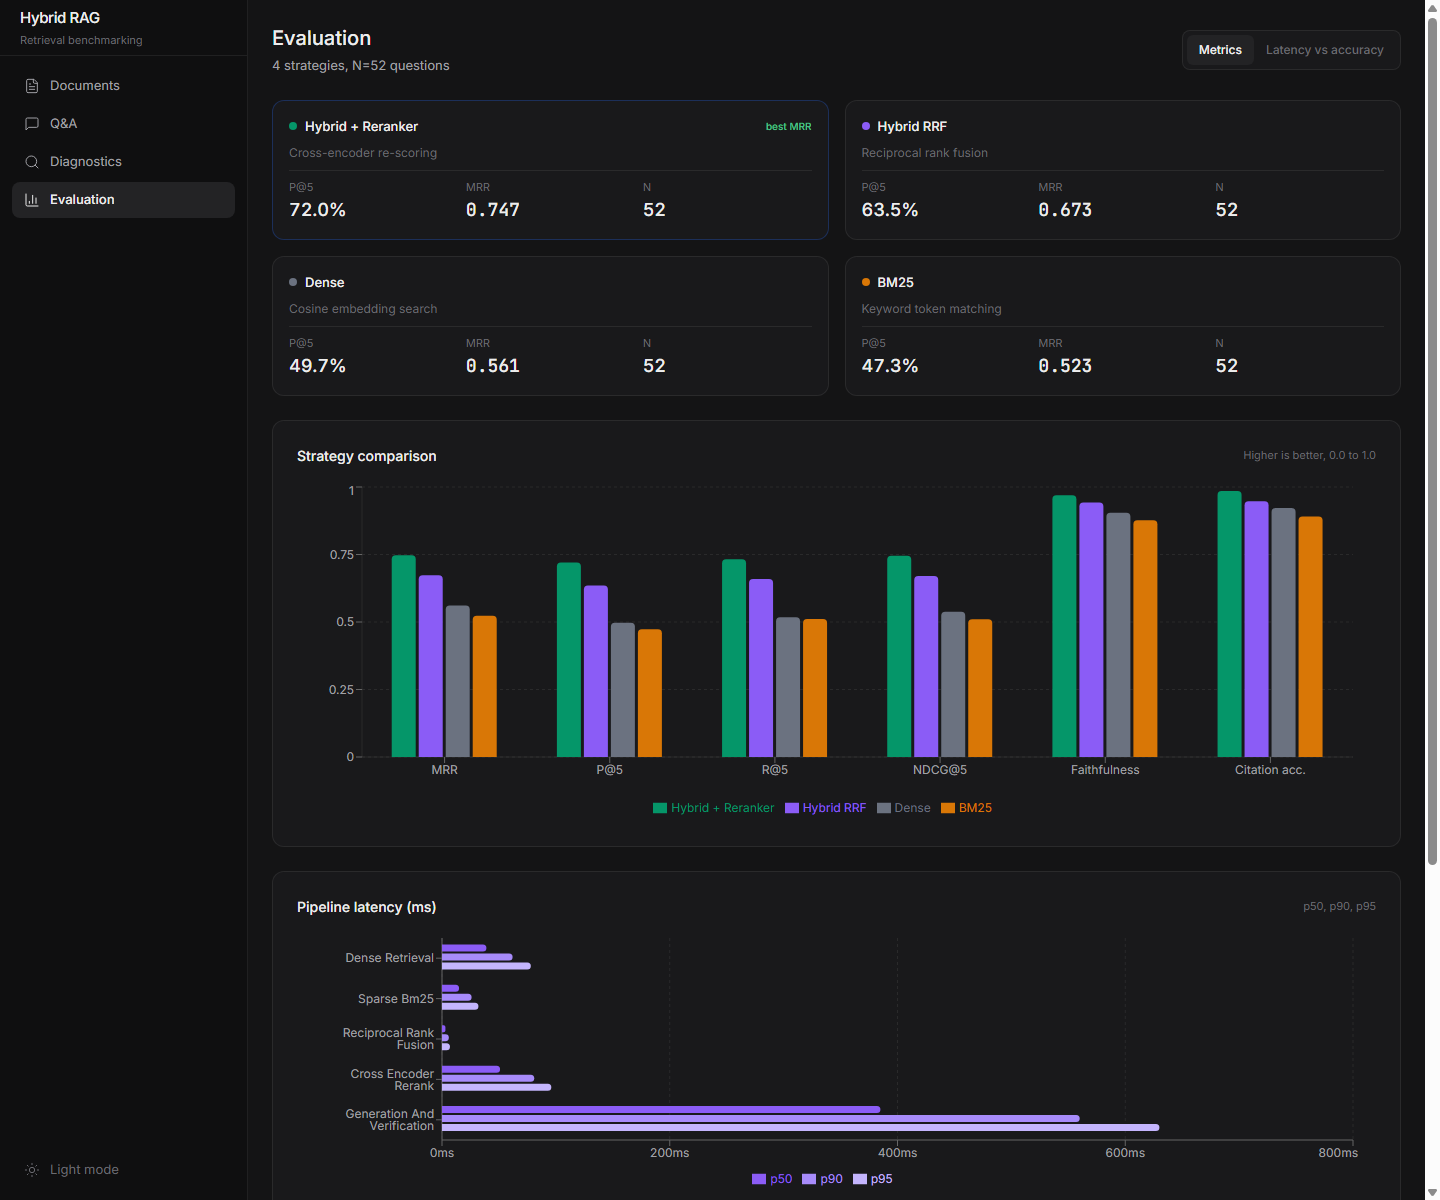 Hybrid RAG
Retrieval benchmarking
Documents
Q&A
Diagnostics
Evaluation
Light mode
Evaluation
4 strategies, N=52 questions
Metrics
Latency vs accuracy
Hybrid + Reranker
best MRR
Cross-encoder re-scoring
P@5 MRR N
72.0% 0.747 52
Hybrid RRF
Reciprocal rank fusion
P@5 MRR N
63.5% 0.673 52
Dense
Cosine embedding search
P@5 MRR N
49.7% 0.561 52
BM25
Keyword token matching
P@5 MRR N
47.3% 0.523 52
Strategy comparison
Higher is better, 0.0 to 1.0
1
0.75
0.5
0.25
0
MRR P@5 R@5 NDCG@5 Faithfulness Citation acc.
Hybrid + Reranker Hybrid RRF Dense BM25
Pipeline latency (ms)
p50, p90, p95
Dense Retrieval
Sparse Bm25
Reciprocal Rank
Fusion
Cross Encoder
Rerank
Generation And
Verification
0ms 200ms 400ms 600ms 800ms
p50 p90 p95